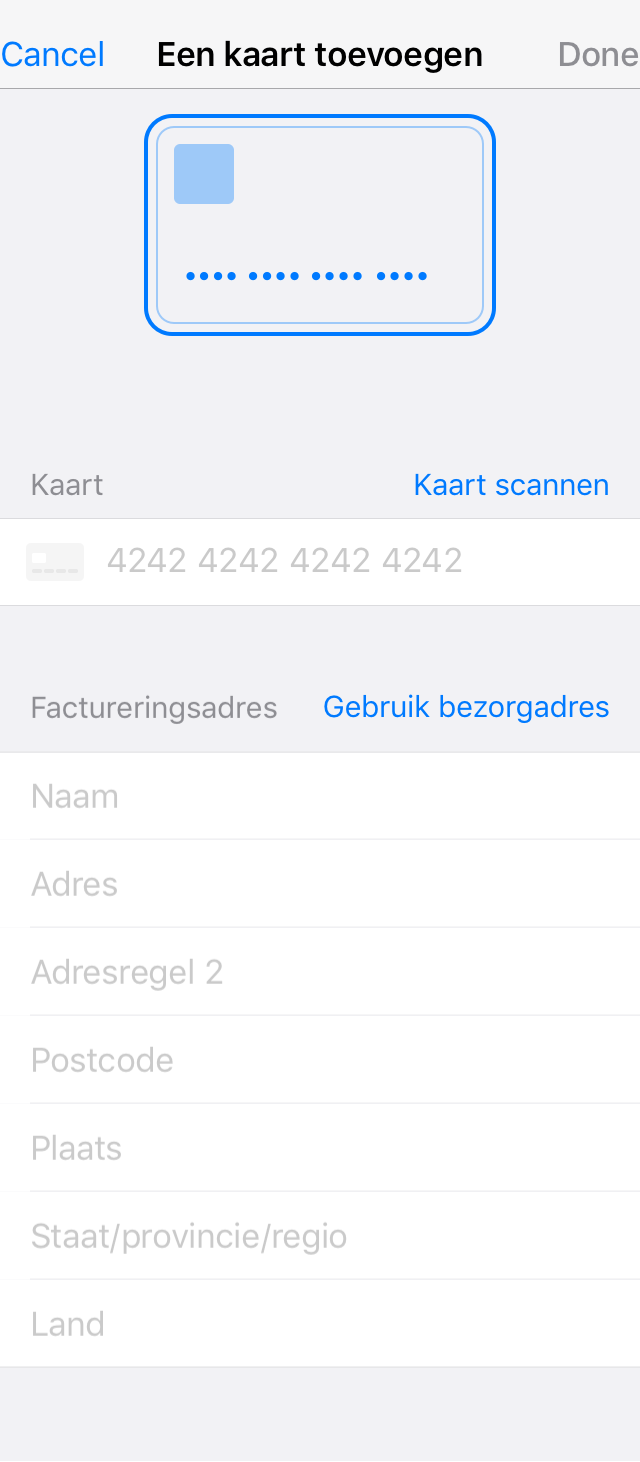 Cancel Een kaart toevoegen Done
•••• •••• •••• ••••
Kaart Kaart scannen
4242 4242 4242 4242
Factureringsadres Gebruik bezorgadres
Naam
Adres
Adresregel 2
Postcode
Plaats
Staat/provincie/regio
Land